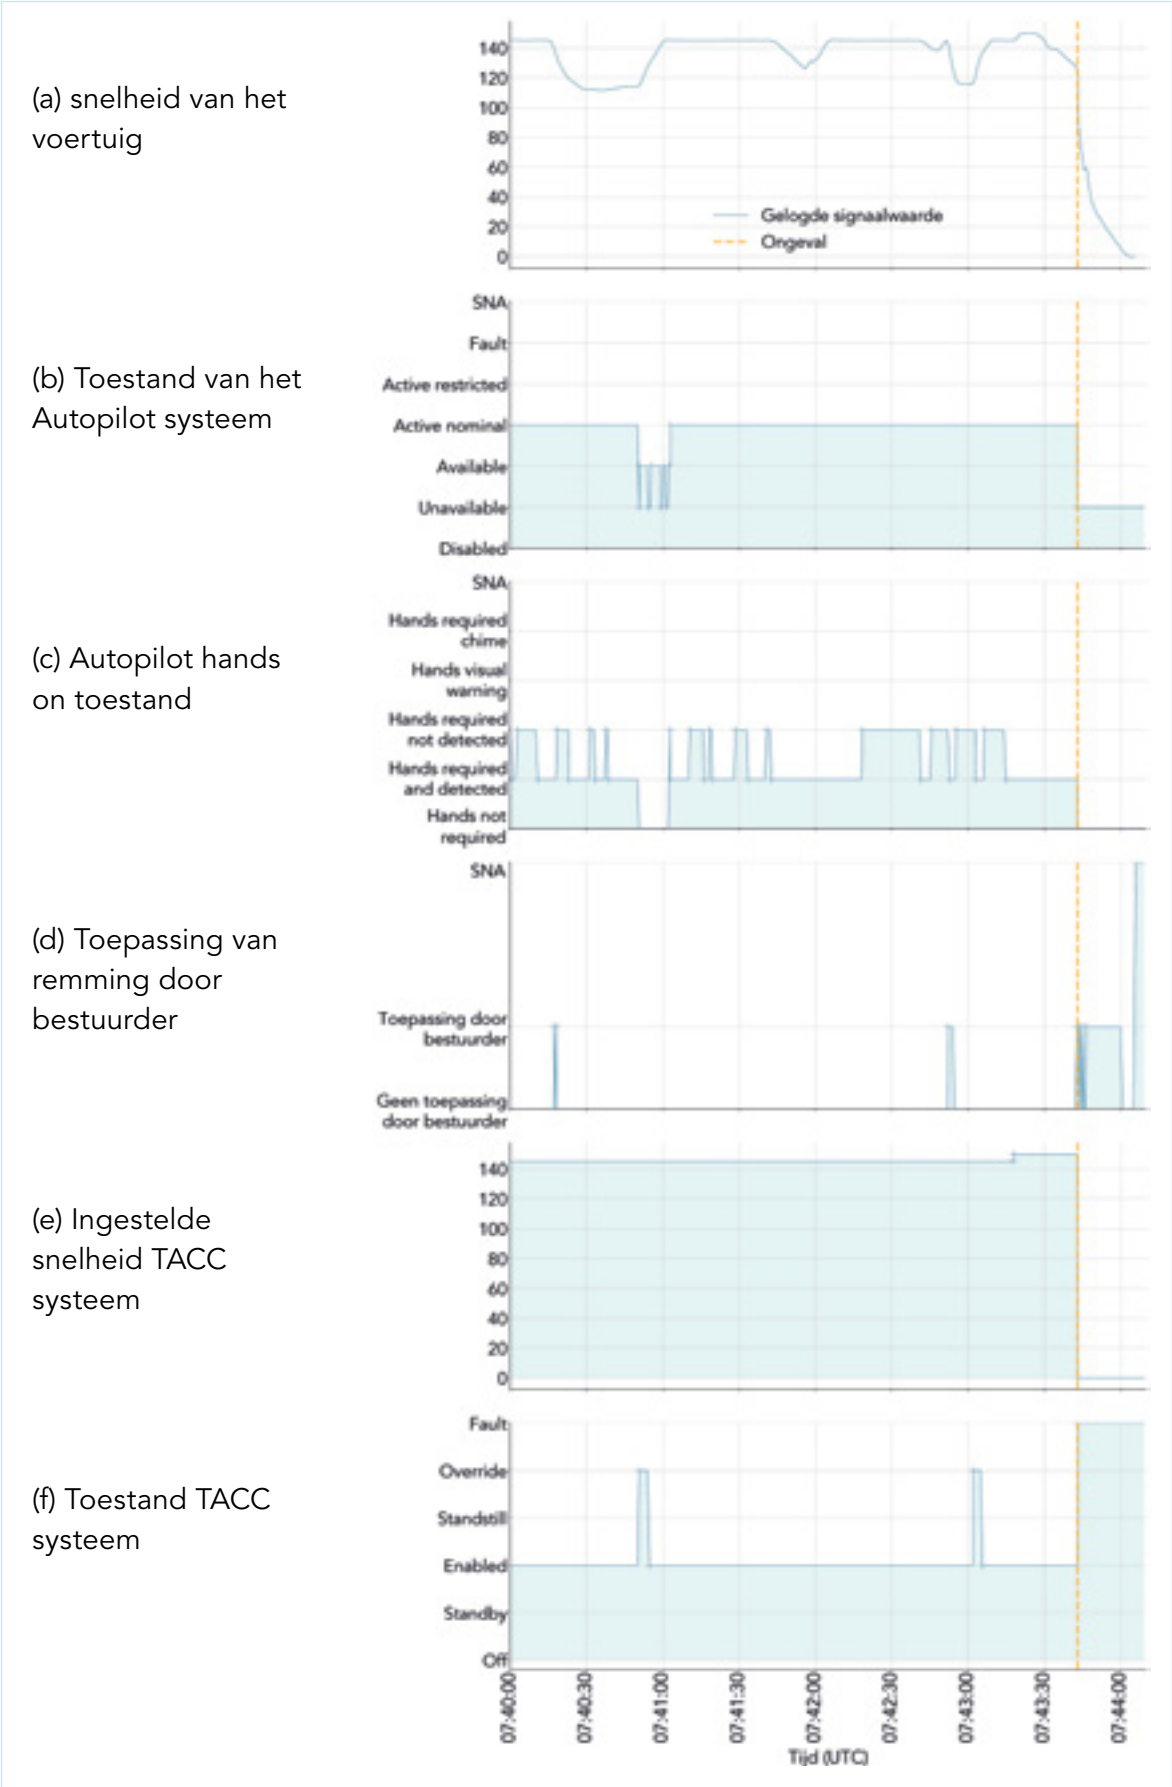 (a) snelheid van het
voertuig
140
120
100
80
60
40
20
0
Gelogde signaalwaarde
Ongeval
(b) Toestand van het
Autopilot systeem
SNA
Fault
Active restricted
Active nominal
Available
Unavailable
Disabled
(c) Autopilot hands
on toestand
SNA
Hands required
chime
Hands visual
warning
Hands required
not detected
Hands required
and detected
Hands not
required
(d) Toepassing van
remming door
bestuurder
SNA
Toepassing door
bestuurder
Geen toepassing
door bestuurder
(e) Ingestelde
snelheid TACC
systeem
140
120
100
80
60
40
20
0
(f) Toestand TACC
systeem
Fault
Override
Standstill
Enabled
Standby
Off
07:40:00
07:40:30
07:41:00
07:41:30
07:42:00
07:42:30
07:43:00
07:43:30
07:44:00
Tijd (UTC)